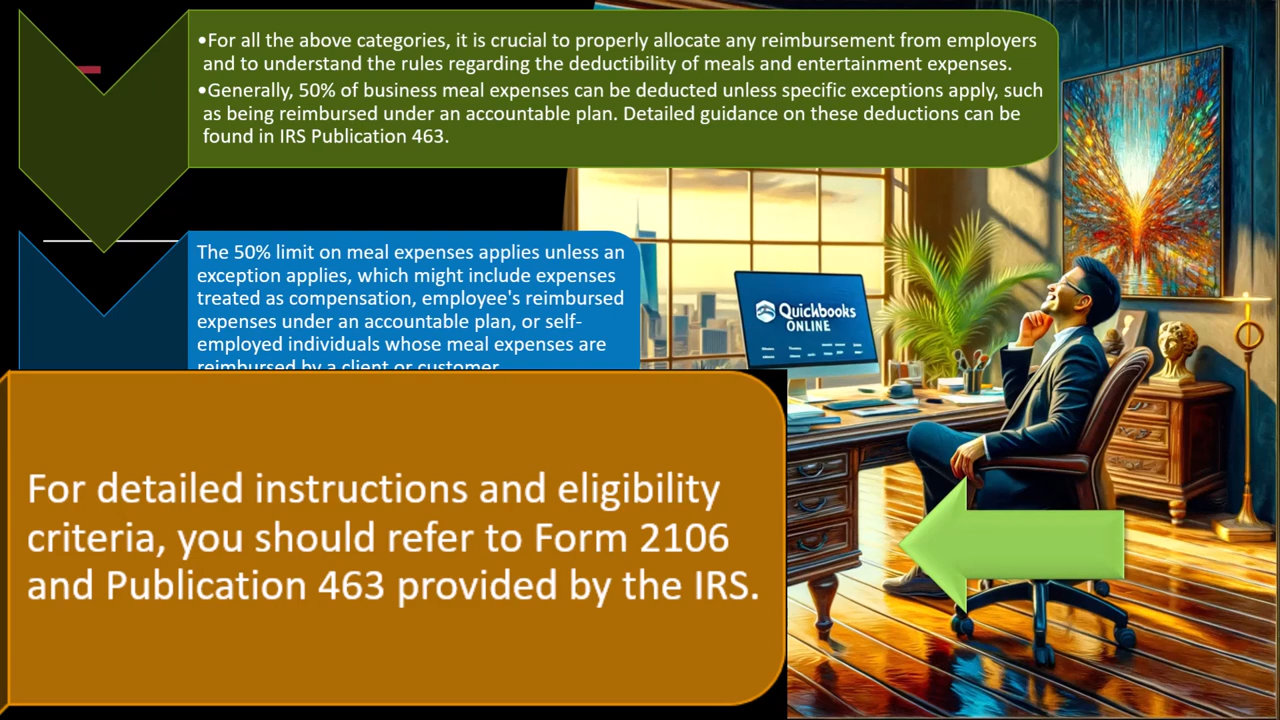 •For all the above categories, it is crucial to properly allocate any reimbursement from employers
and to understand the rules regarding the deductibility of meals and entertainment expenses.
•Generally, 50% of business meal expenses can be deducted unless specific exceptions apply, such
as being reimbursed under an accountable plan. Detailed guidance on these deductions can be
found in IRS Publication 463.
The 50% limit on meal expenses applies unless an
exception applies, which might include expenses
treated as compensation, employee's reimbursed
expenses under an accountable plan, or self-
employed individuals whose meal expenses are
reimbursed by a client or customer
Quickbooks
ONLINE
For detailed instructions and eligibility
criteria, you should refer to Form 2106
and Publication 463 provided by the IRS.